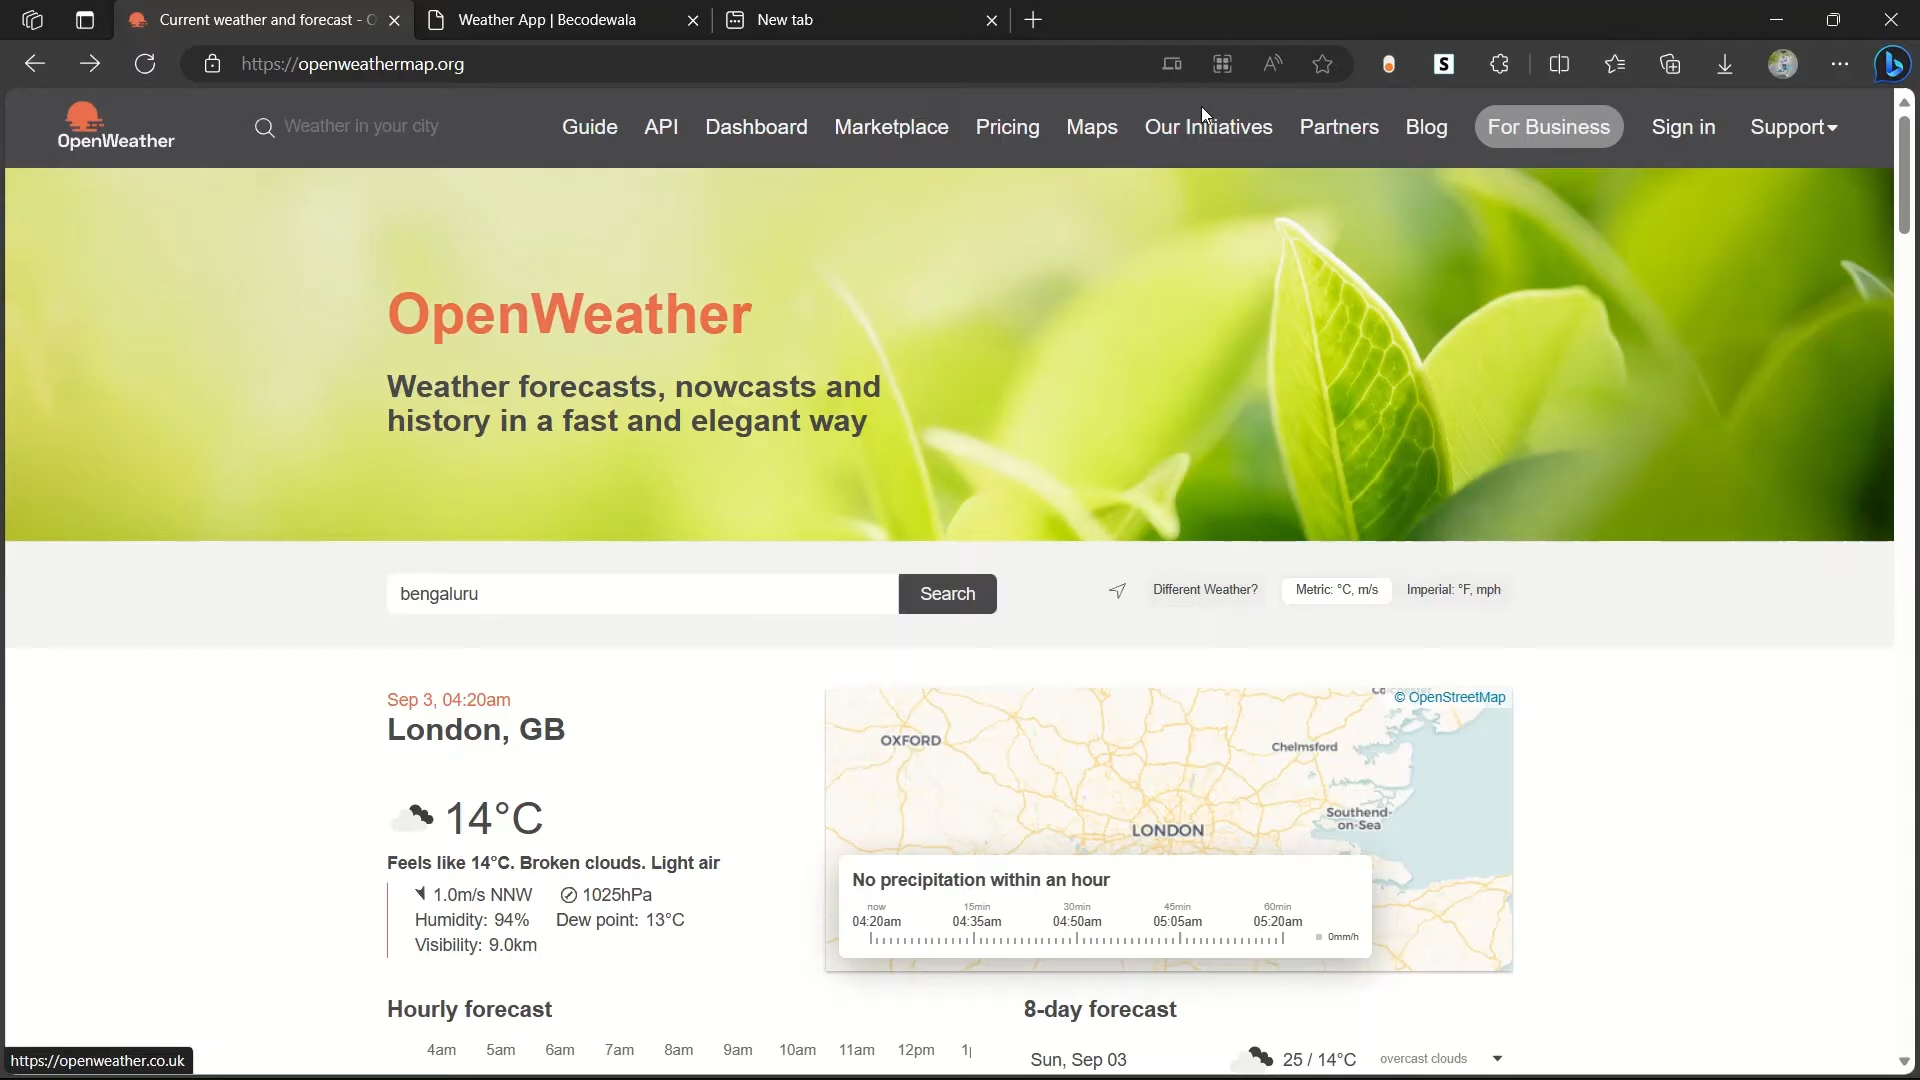 Current weather and forecast - O
Weather App | Becodewala
New tab
https://openweathermap.org
OpenWeather
Weather in your city
Guide
API
Dashboard
Marketplace
Pricing
Maps
Our Initiatives
Partners
Blog
For Business
Sign in
Support
OpenWeather
Weather forecasts, nowcasts and
history in a fast and elegant way
bengaluru
Search
Different Weather?
Metric: °C, m/s
Imperial: °F, mph
Sep 3, 04:20am
London, GB
14°C
Feels like 14°C. Broken clouds. Light air
1.0m/s NNW
1025hPa
Humidity: 94%
Dew point: 13°C
Visibility: 9.0km
© OpenStreetMap
OXFORD
Chelmsford
LONDON
Southend-
on-Sea
No precipitation within an hour
now
15min
30min
45min
60min
04:20am
04:35am
04:50am
05:05am
05:20am
0mm/h
Hourly forecast
8-day forecast
4am
5am
6am
7am
8am
9am
10am
11am
12pm
Sun, Sep 03
25 / 14°C
overcast clouds
https://openweather.co.uk